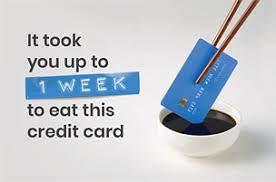 It took
you up to
1 WEEK
to eat this
credit card